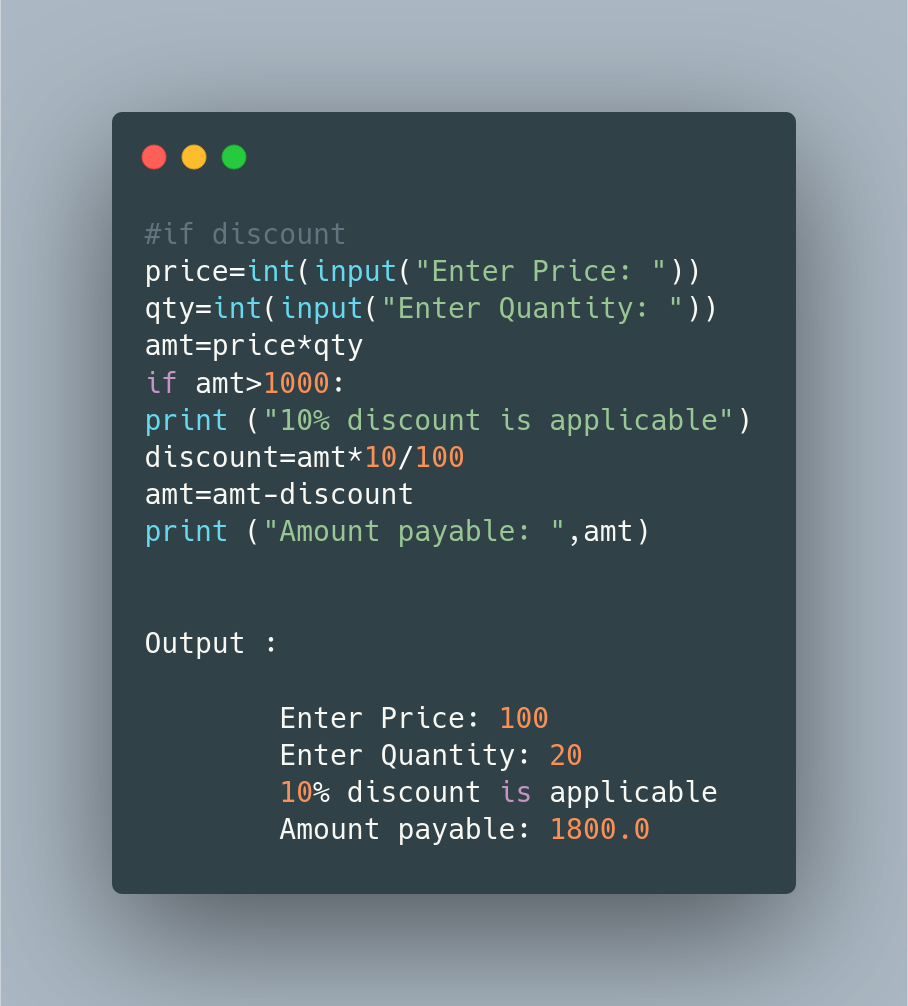 #if discount
price=int(input("Enter Price: "))
qty=int(input("Enter Quantity: "))
amt=price*qty
if amt>1000:
print ("10% discount is applicable")
discount=amt*10/100
amt=amt-discount
print ("Amount payable: ",amt)
Output :
Enter Price: 100
Enter Quantity: 20
10% discount is applicable
Amount payable: 1800.0